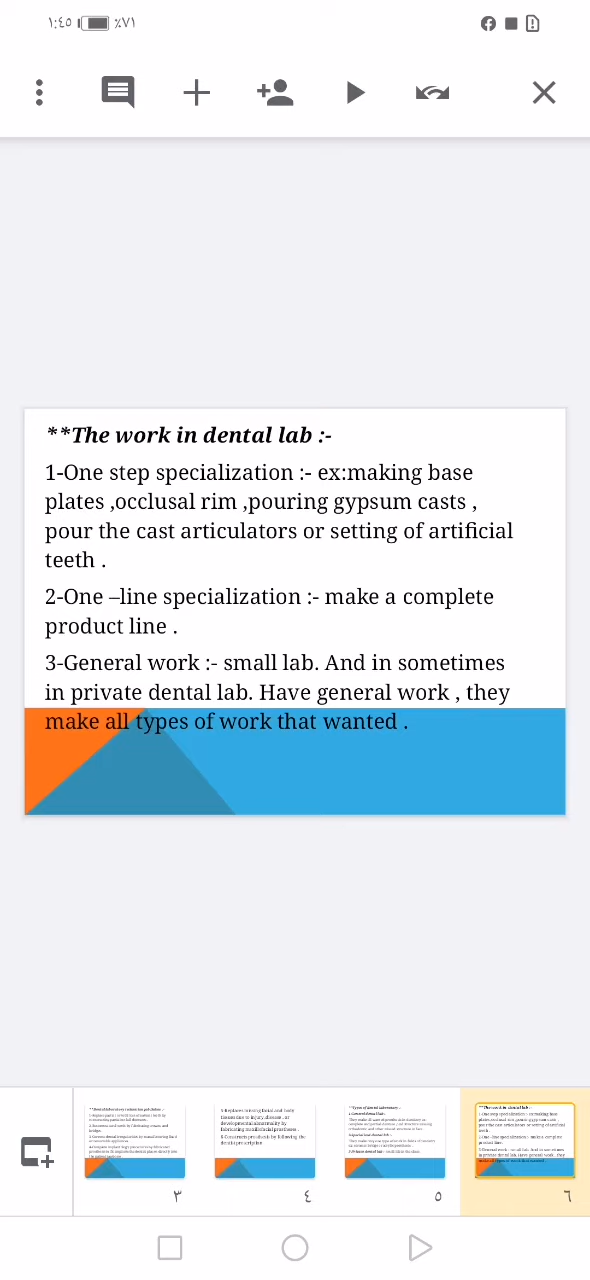 ١:٤٥ ٪٧١
**The work in dental lab :-
1-One step specialization :- ex:making base
plates ,occlusal rim ,pouring gypsum casts ,
pour the cast articulators or setting of artificial
teeth .
2-One –line specialization :- make a complete
product line .
3-General work :- small lab. And in sometimes
in private dental lab. Have general work , they
make all types of work that wanted .
٣
٤
٥
٦